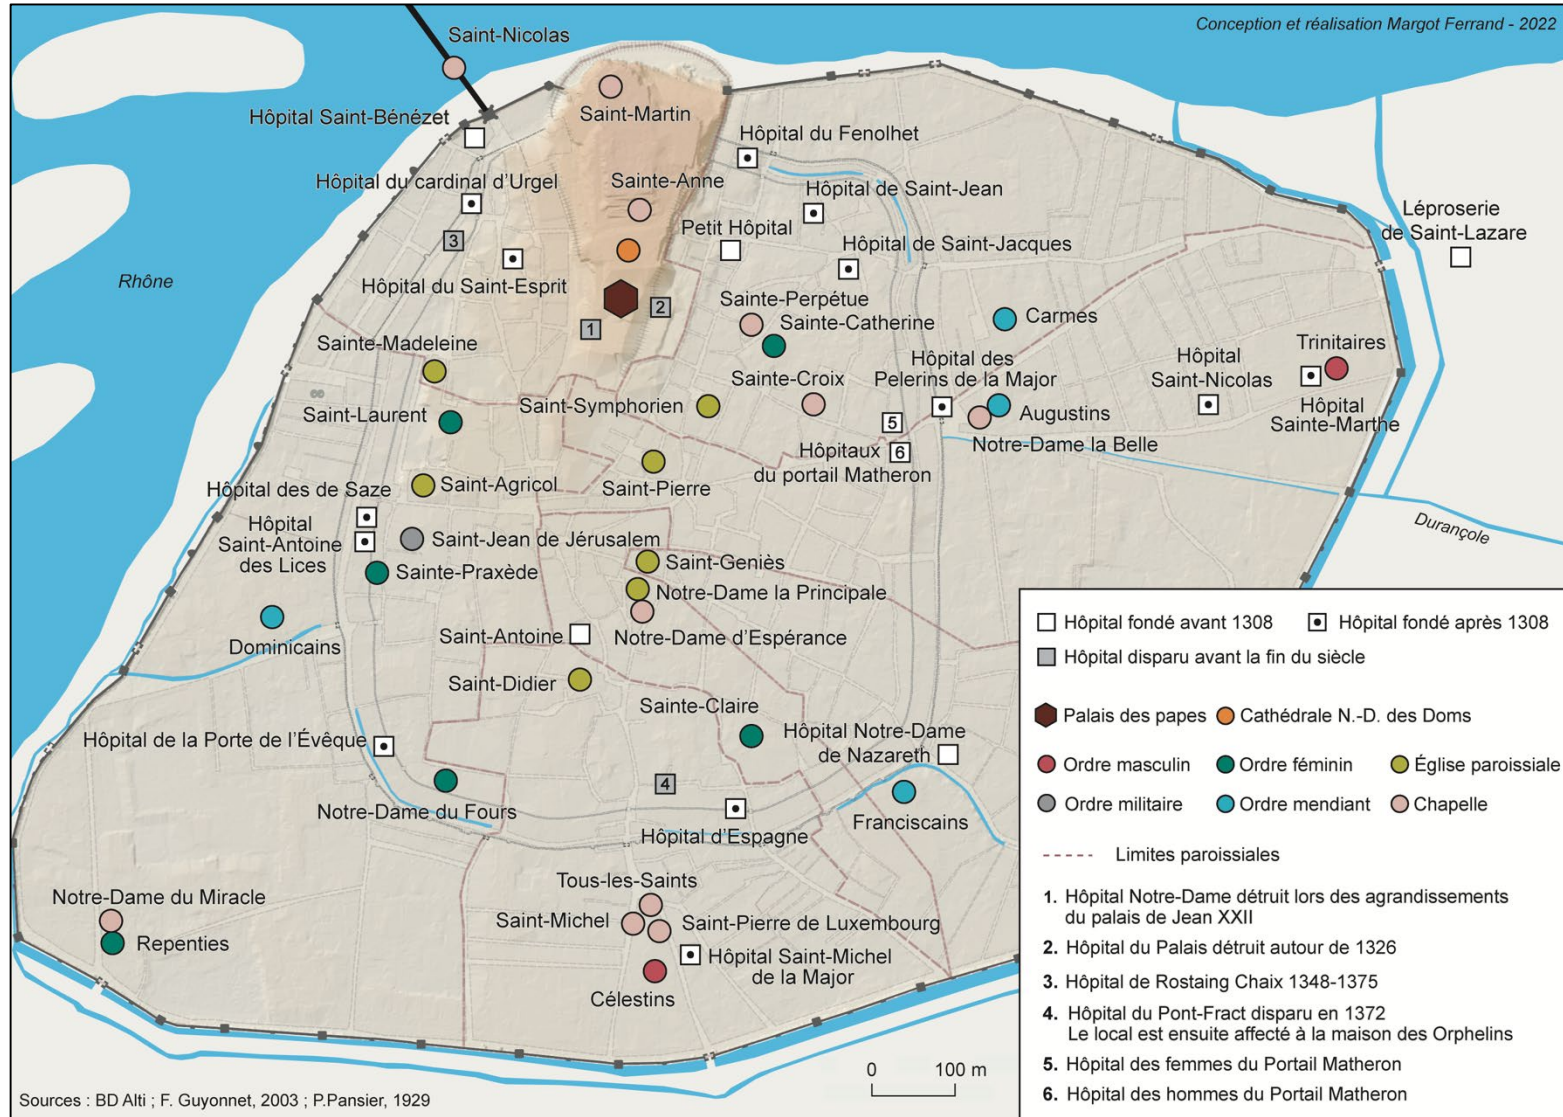 Conception et réalisation Margot Ferrand - 2022
Saint-Nicolas
Hôpital Saint-Bénézet
Saint-Martin
Hôpital du Fenolhet
Hôpital du cardinal d'Urgel
Sainte-Anne
Hôpital de Saint-Jean
3
Petit Hôpital
Hôpital de Saint-Jacques
Léproserie
de Saint-Lazare
Rhône
Hôpital du Saint-Esprit
2
1
Sainte-Perpétue
Sainte-Catherine
Carmes
Sainte-Madeleine
Sainte-Croix
Hôpital des
Pelerins de la Major
Hôpital
Saint-Nicolas
Trinitaires
Hôpital
Sainte-Marthe
Saint-Laurent
Saint-Symphorien
5
Augustins
Notre-Dame la Belle
6
Hôpitaux
du portail Matheron
Saint-Pierre
Saint-Agricol
Hôpital des de Saze
Hôpital
Saint-Antoine
des Lices
Saint-Jean de Jérusalem
Durançole
Sainte-Praxède
Saint-Geniès
Notre-Dame la Principale
Notre-Dame d'Espérance
Saint-Antoine
Dominicains
Saint-Didier
Sainte-Claire
Hôpital Notre-Dame
de Nazareth
Hôpital de la Porte de l'Évêque
4
Notre-Dame du Fours
Hôpital d'Espagne
Franciscains
Tous-les-Saints
Notre-Dame du Miracle
Saint-Michel
Saint-Pierre de Luxembourg
Repenties
Hôpital Saint-Michel
de la Major
Célestins
0 100 m
Sources : BD Alti ; F. Guyonnet, 2003 ; P.Pansier, 1929
Hôpital fondé avant 1308
Hôpital fondé après 1308
Hôpital disparu avant la fin du siècle
Palais des papes
Cathédrale N.-D. des Doms
Ordre masculin
Ordre féminin
Église paroissiale
Ordre militaire
Ordre mendiant
Chapelle
Limites paroissiales
1. Hôpital Notre-Dame détruit lors des agrandissements
du palais de Jean XXII
2. Hôpital du Palais détruit autour de 1326
3. Hôpital de Rostaing Chaix 1348-1375
4. Hôpital du Pont-Fract disparu en 1372
Le local est ensuite affecté à la maison des Orphelins
5. Hôpital des femmes du Portail Matheron
6. Hôpital des hommes du Portail Matheron